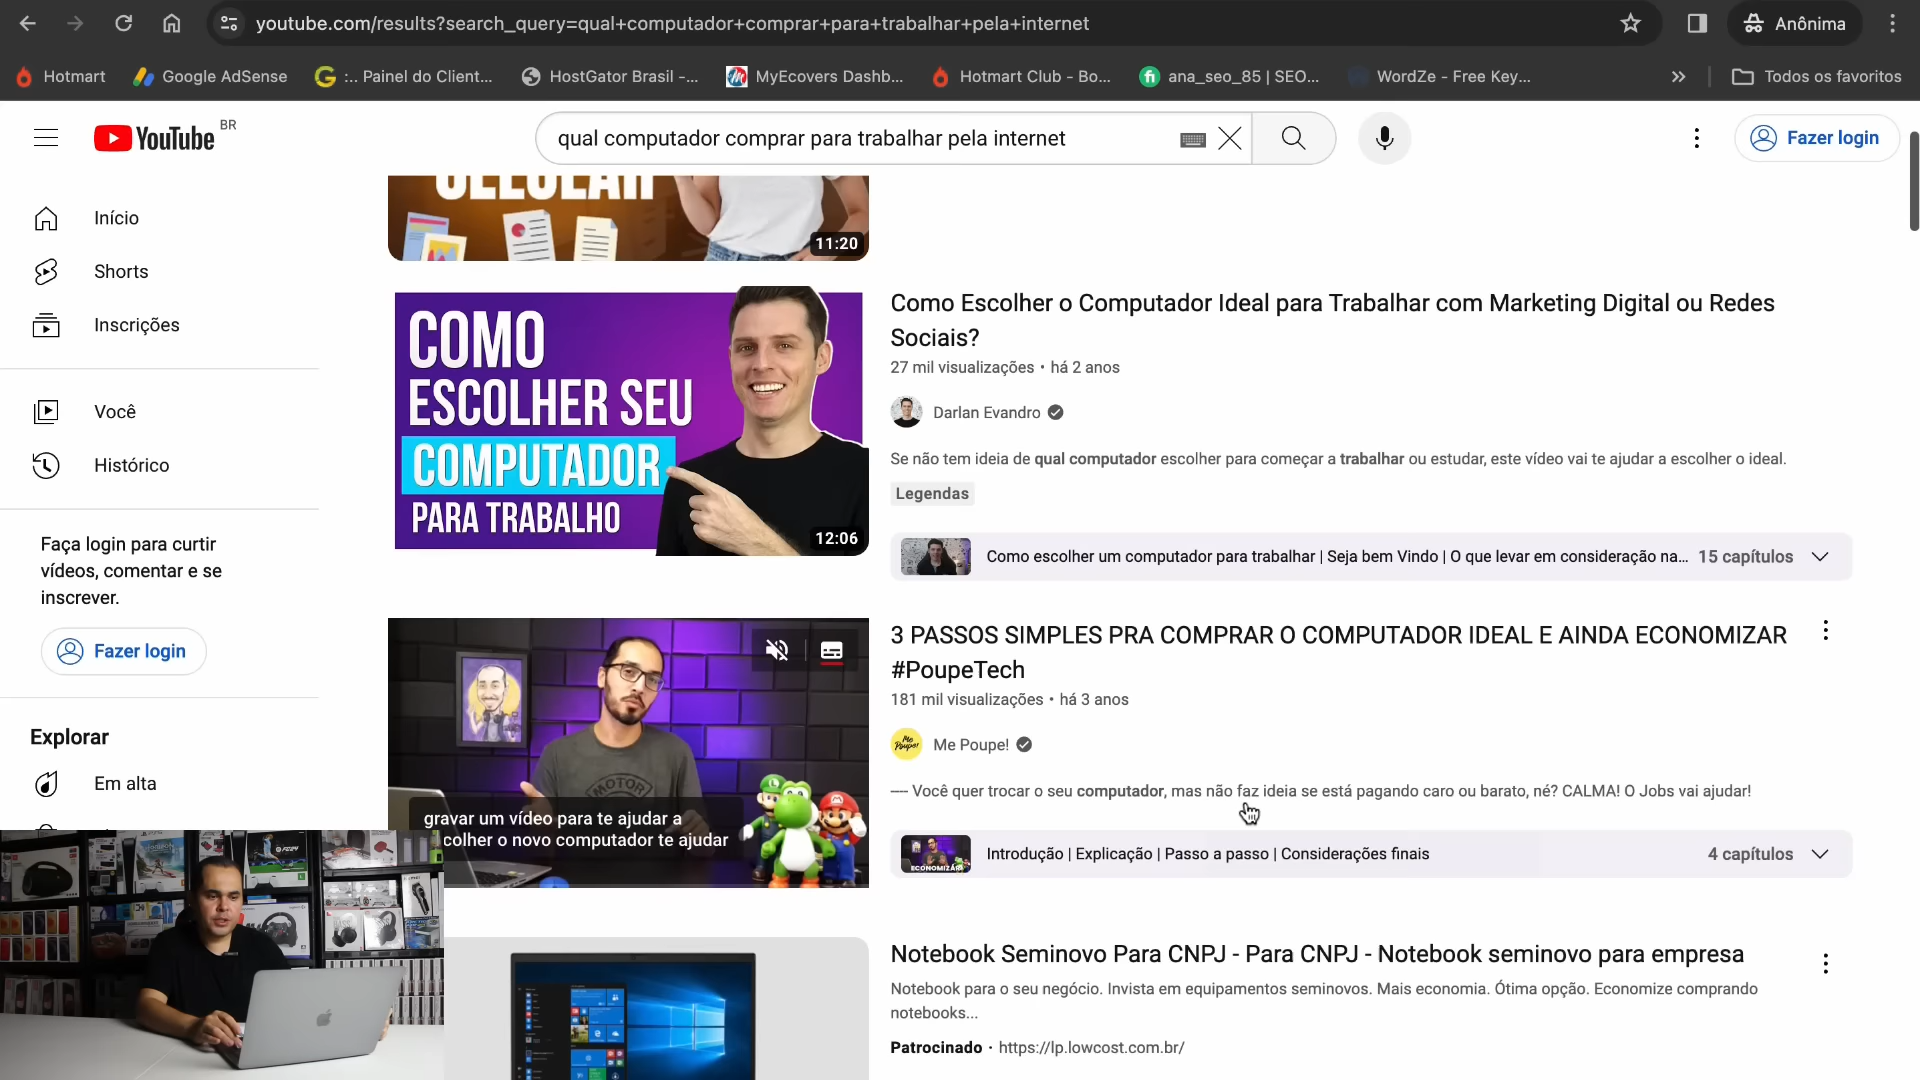 youtube.com/results?search_query=qual+computador+comprar+para+trabalhar+pela+internet
Anônima
Hotmart
Google AdSense
:.. Painel do Client...
HostGator Brasil -...
MyEcovers Dashb...
Hotmart Club - Bo...
ana_seo_85 | SEO...
WordZe - Free Key...
Todos os favoritos
YouTube BR
qual computador comprar para trabalhar pela internet
Fazer login
Início
Shorts
Inscrições
Você
Histórico
Faça login para curtir
vídeos, comentar e se
inscrever.
Fazer login
Explorar
Em alta
CELULAR
11:20
COMO
ESCOLHER SEU
COMPUTADOR
PARA TRABALHO
12:06
Como Escolher o Computador Ideal para Trabalhar com Marketing Digital ou Redes
Sociais?
27 mil visualizações • há 2 anos
Darlan Evandro
Se não tem ideia de qual computador escolher para começar a trabalhar ou estudar, este vídeo vai te ajudar a escolher o ideal.
Legendas
Como escolher um computador para trabalhar | Seja bem Vindo | O que levar em consideração na... 15 capítulos
MOTOR
gravar um vídeo para te ajudar a
colher o novo computador te ajudar
3 PASSOS SIMPLES PRA COMPRAR O COMPUTADOR IDEAL E AINDA ECONOMIZAR
#PoupeTech
181 mil visualizações • há 3 anos
Me Poupe!
Me Poupe!
---- Você quer trocar o seu computador, mas não faz ideia se está pagando caro ou barato, né? CALMA! O Jobs vai ajudar!
ECONOMIZAR
Introdução | Explicação | Passo a passo | Considerações finais 4 capítulos
Notebook Seminovo Para CNPJ - Para CNPJ - Notebook seminovo para empresa
Notebook para o seu negócio. Invista em equipamentos seminovos. Mais economia. Ótima opção. Economize comprando
notebooks...
Patrocinado • https://lp.lowcost.com.br/